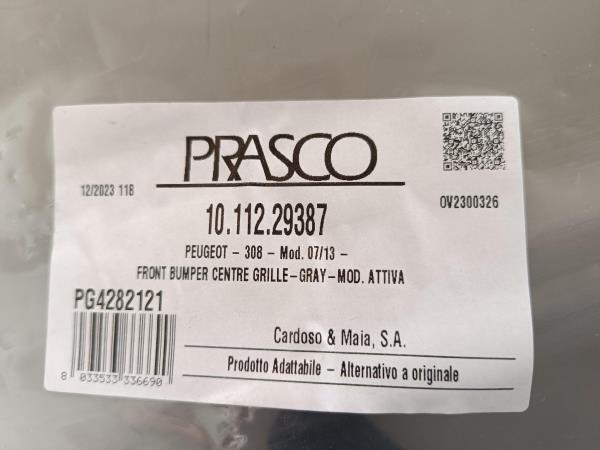 PRASCO
12/2023 118
OV2300326
10.112.29387
PEUGEOT - 308 - Mod. 07/13 -
FRONT BUMPER CENTRE GRILLE-GRAY-MOD. ATTIVA
PG4282121
Cardoso & Maia, S.A.
Prodotto Adattabile - Alternativo a originale
8 033533 336690